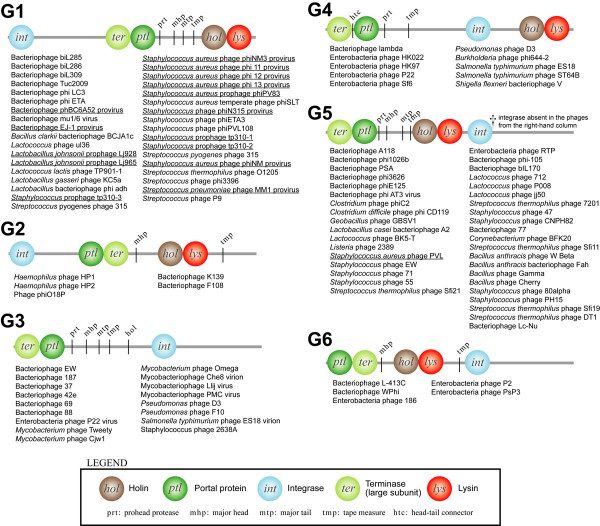 G1
int
ter
ptl
prt
mhp
mtp
tmp
hol
lys
Bacteriophage biL285
Bacteriophage biL286
Bacteriophage biL309
Bacteriophage Tuc2009
Bacteriophage phi LC3
Bacteriophage phi ETA
Bacteriophage phBC6A52 provirus
Bacteriophage mu1/6 virus
Bacteriophage EJ-1 provirus
Bacillus clarkii bacteriophage BCJA1c
Lactococcus phage ul36
Lactobacillus johnsonii prophage Lj928
Lactobacillus johnsonii prophage Lj965
Lactococcus lactis phage TP901-1
Lactobacillus gasseri phage KC5a
Lactobacillus bacteriophage phi adh
Staphylococcus prophage tp310-3
Streptococcus pyogenes phage 315
Staphylococcus aureus phage phiNM3 provirus
Staphylococcus aureus phage phi 11 provirus
Staphylococcus aureus phage phi 12 provirus
Staphylococcus aureus phage phi 13 provirus
Staphylococcus aureus prophage phiPV83
Staphylococcus aureus temperate phage phiSLT
Staphylococcus phage phiN315 provirus
Staphylococcus phage phiETA3
Staphylococcus phage phiPVL108
Staphylococcus prophage tp310-1
Staphylococcus prophage tp310-2
Streptococcus pyogenes phage 315
Staphylococcus aureus phage phiNM provirus
Streptococcus thermophilus phage O1205
Streptococcus phage phi3396
Streptococcus pneumoniae phage MM1 provirus
Streptococcus phage P9
G2
int
ptl
ter
mhp
hol
lys
tmp
Haemophilus phage HP1
Haemophilus phage HP2
Phage phiO18P
Bacteriophage K139
Bacteriophage F108
G3
ter
ptl
prt
mhp
mtp
tmp
hol
int
Bacteriophage EW
Bacteriophage 187
Bacteriophage 37
Bacteriophage 42e
Bacteriophage 69
Bacteriophage 88
Enterobacteria phage P22 virus
Mycobacterium phage Tweety
Mycobacterium phage Cjw1
Mycobacterium phage Omega
Mycobacterium phage Che8 virion
Mycobacterium phage Llij virus
Mycobacterium phage PMC virus
Pseudomonas phage D3
Pseudomonas phage F10
Salmonella typhimurium phage ES18 virion
Staphylococcus phage 2638A
G4
ter
htc
ptl
prt
tmp
int
hol
lys
Bacteriophage lambda
Enterobacteria phage HK022
Enterobacteria phage HK97
Enterobacteria phage P22
Enterobacteria phage Sf6
Pseudomonas phage D3
Burkholdoria phage phi644-2
Salmonella typhimurium phage ES18
Salmonella typhimurium phage ST64B
Shigella flexneri bacteriophage V
G5
ter
ptl
prt
mhp
mtp
tmp
hol
lys
int
‡ integrase absent in the phages
from the right-hand column
Bacteriophage A118
Bacteriophage phi1026b
Bacteriophage PSA
Bacteriophage phi3626
Bacteriophage phiE125
Bacteriophage phi AT3 virus
Clostridium phage phiC2
Clostridium difficile phage phi CD119
Geobacillus phage GBSV1
Lactobacillus casei bacteriophage A2
Lactococcus phage BK5-T
Listeria phage 2389
Staphylococcus aureus phage PVL
Staphylococcus phage EW
Staphylococcus phage 71
Staphylococcus phage 55
Streptococcus thermophilus phage Sfi21
Enterobacteria phage RTP
Bacteriophage phi-105
Bacteriophage biL170
Lactococcus phage 712
Lactococcus phage P008
Lactococcus phage jj50
Streptococcus thermophilus phage 7201
Staphylococcus phage 47
Staphylococcus phage CNPH82
Bacteriophage 77
Corynebacterium phage BFK20
Streptococcus thermophilus phage Sfi11
Bacillus anthracis phage W Beta
Bacillus anthracis bacteriophage Fah
Bacillus phage Gamma
Bacillus phage Cherry
Staphylococcus phage 80alpha
Staphylococcus phage PH15
Streptococcus thermophilus phage Sfi19
Streptococcus thermophilus phage DT1
Bacteriophage Lc-Nu
G6
ptl
ter
mhp
hol
lys
tmp
int
Bacteriophage L-413C
Bacteriophage WPhi
Enterobacteria phage 186
Enterobacteria phage P2
Enterobacteria phage PsP3
LEGEND
hol Holin
ptl Portal protein
int Integrase
ter Terminase
(large subunit)
lys Lysin
prt: prohead protease mhp: major head mtp: major tail tmp: tape measure htc: head-tail connector